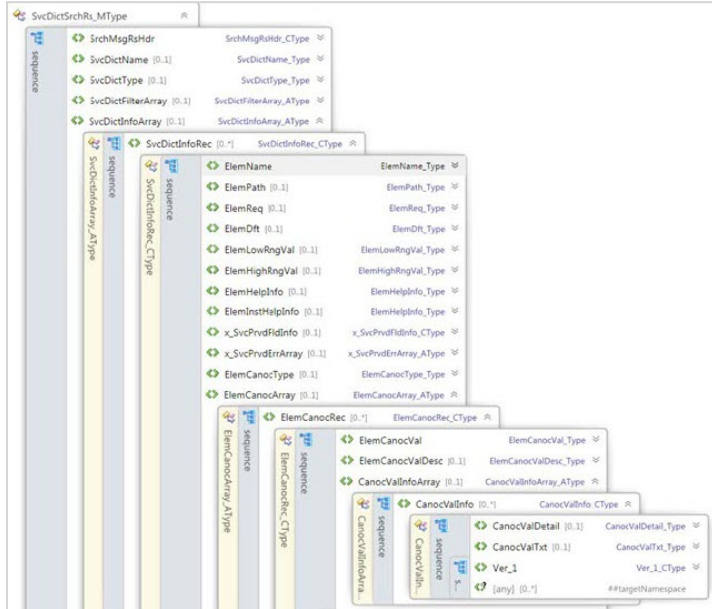 SvcDictSrchRs_MType
sequence
SrchMsgRsHdr SrchMsgRsHdr_CType
SvcDictName [0..1] SvcDictName_Type
SvcDictType [0..1] SvcDictType_Type
SvcDictFilterArray [0..1] SvcDictFilterArray_AType
SvcDictInfoArray [0..1] SvcDictInfoArray_AType
SvcDictInfoArray_AType
sequence
SvcDictInfoRec [0..*] SvcDictInfoRec_CType
SvcDictInfoRec_CType
sequence
ElemName ElemName_Type
ElemPath [0..1] ElemPath_Type
ElemReq [0..1] ElemReq_Type
ElemDft [0..1] ElemDft_Type
ElemLowRngVal [0..1] ElemLowRngVal_Type
ElemHighRngVal [0..1] ElemHighRngVal_Type
ElemHelpInfo [0..1] ElemHelpInfo_Type
ElemInstHelpInfo [0..1] ElemHelpInfo_Type
x_SvcPrvdFldInfo [0..1] x_SvcPrvdFldInfo_CType
x_SvcPrvdErrArray [0..1] x_SvcPrvdErrArray_AType
ElemCanocType [0..1] ElemCanocType_Type
ElemCanocArray [0..1] ElemCanocArray_AType
ElemCanocArray_AType
sequence
ElemCanocRec [0..*] ElemCanocRec_CType
ElemCanocRec_CType
sequence
ElemCanocVal ElemCanocVal_Type
ElemCanocValDesc [0..1] ElemCanocValDesc_Type
CanocValInfoArray [0..1] CanocValInfoArray_AType
CanocValInfoArra...
sequence
CanocValInfo [0..*] CanocValInfo_CType
CanocValIn...
sequence
s...
CanocValDetail [0..1] CanocValDetail_Type
CanocValTxt [0..1] CanocValTxt_Type
Ver_1 Ver_1_CType
[any] [0..*] ##targetNamespace